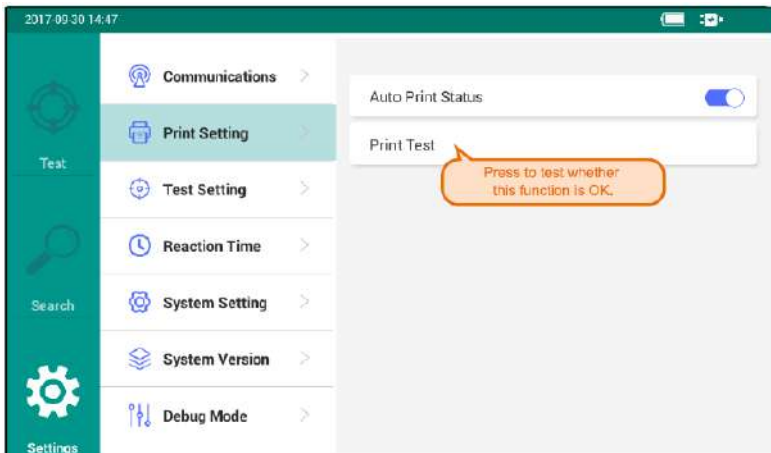 2017-09-30 14:47
Test
Search
Settings
Communications
Print Setting
Test Setting
Reaction Time
System Setting
System Version
Debug Mode
Auto Print Status
Print Test
Press to test whether
this function is OK.